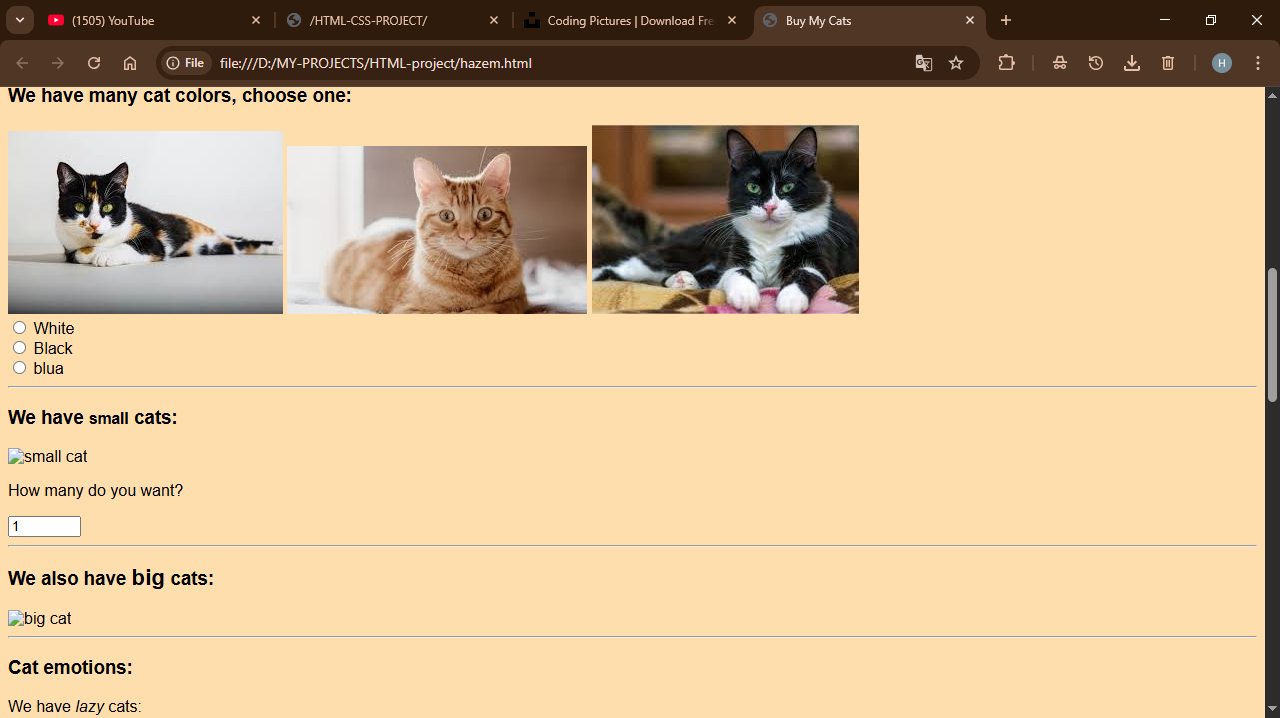 (1505) YouTube
/HTML-CSS-PROJECT/
Coding Pictures | Download Fre
Buy My Cats
File
file:///D:/MY-PROJECTS/HTML-project/hazem.html
H
We have many cat colors, choose one:
White
Black
blua
We have small cats:
small cat
How many do you want?
1
We also have big cats:
big cat
Cat emotions:
We have lazy cats: